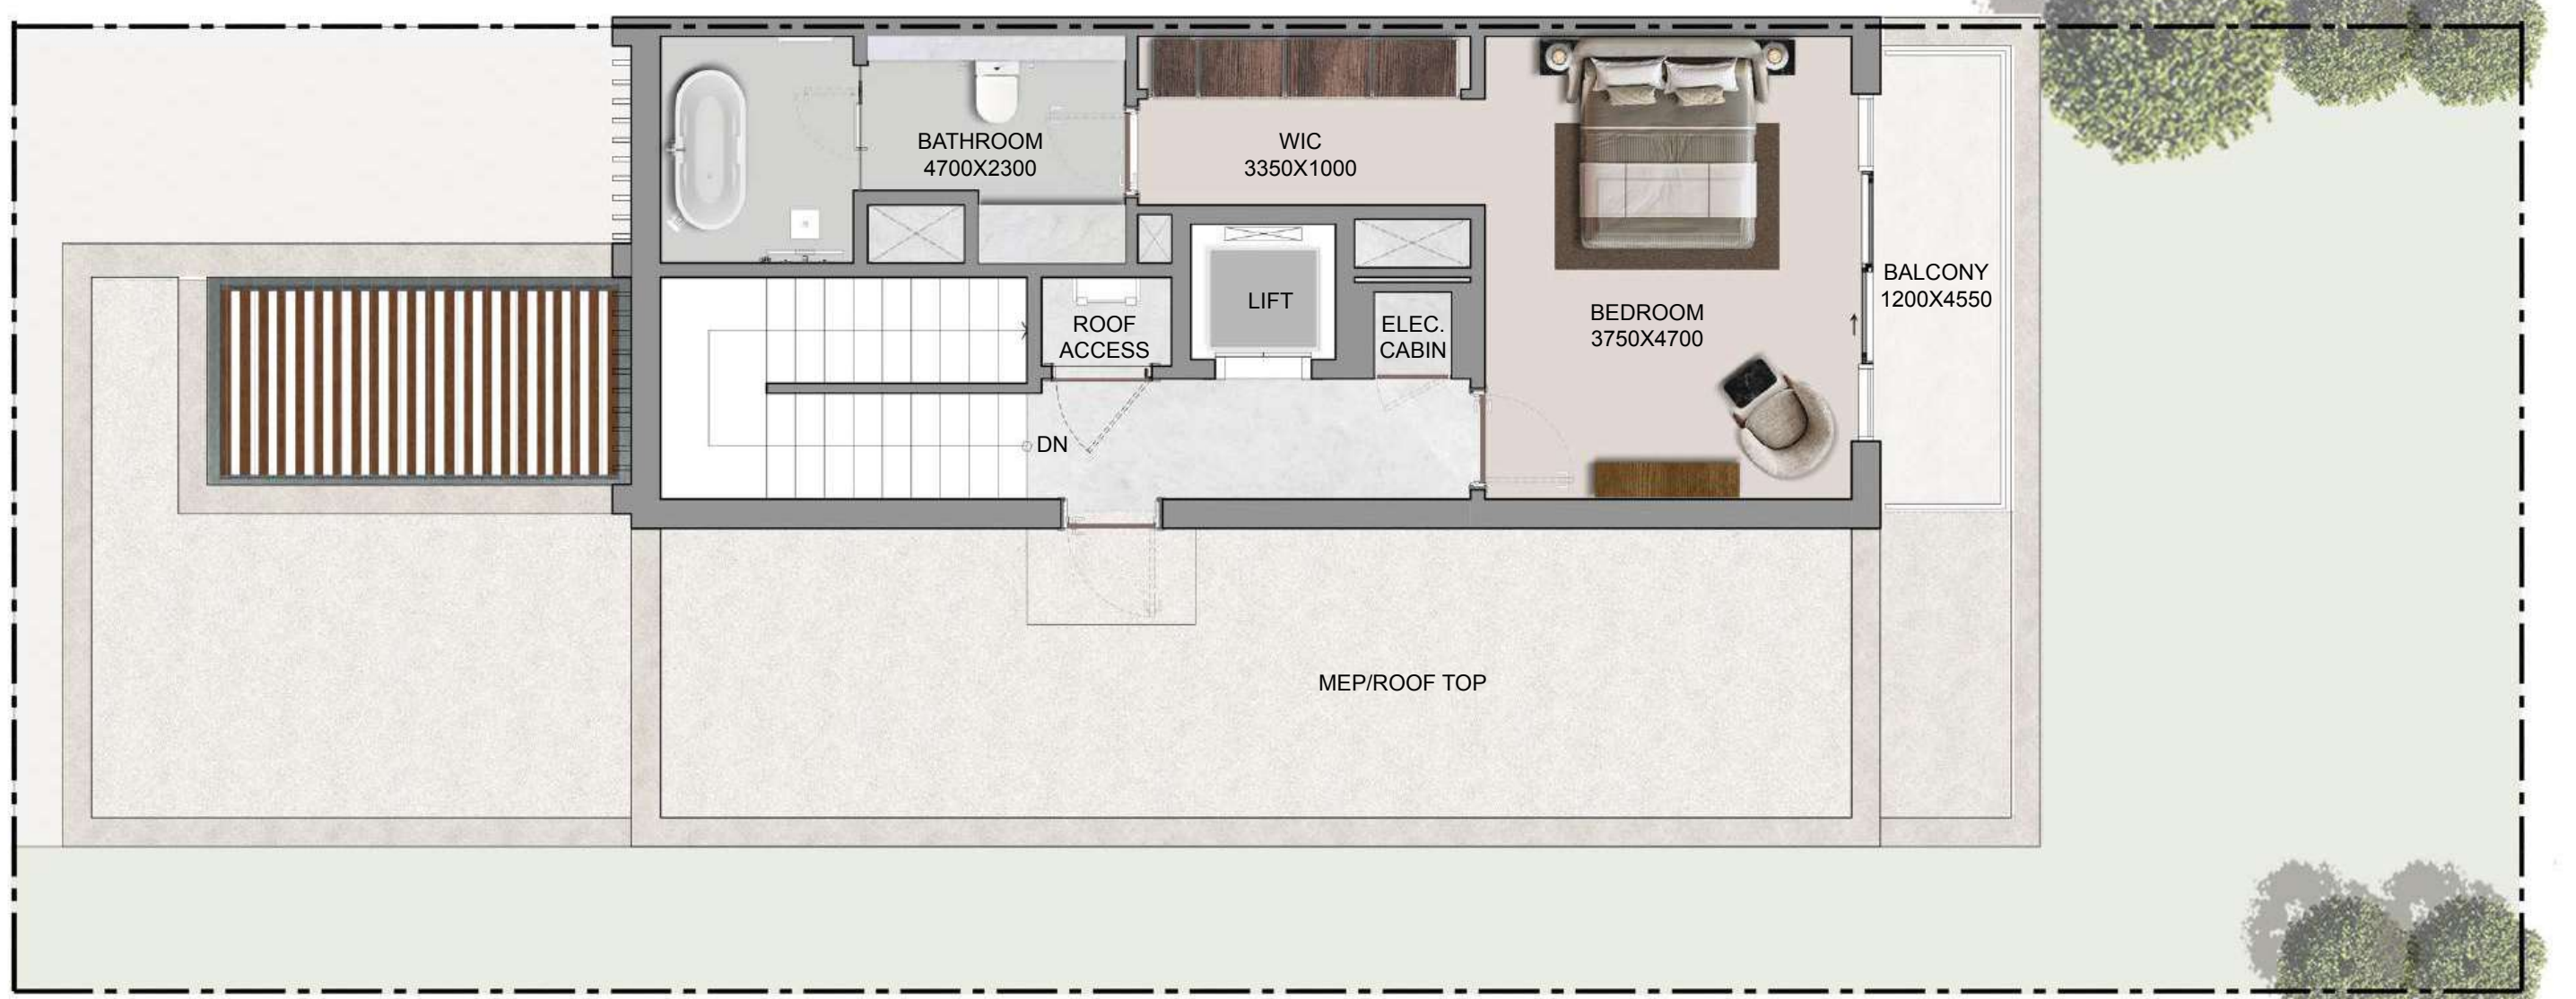 BATHROOM
4700X2300
WIC
3350X1000
BALCONY
1200X4550
LIFT
BEDROOM
3750X4700
ROOF
ACCESS
ELEC.
CABIN
DN
MEP/ROOF TOP